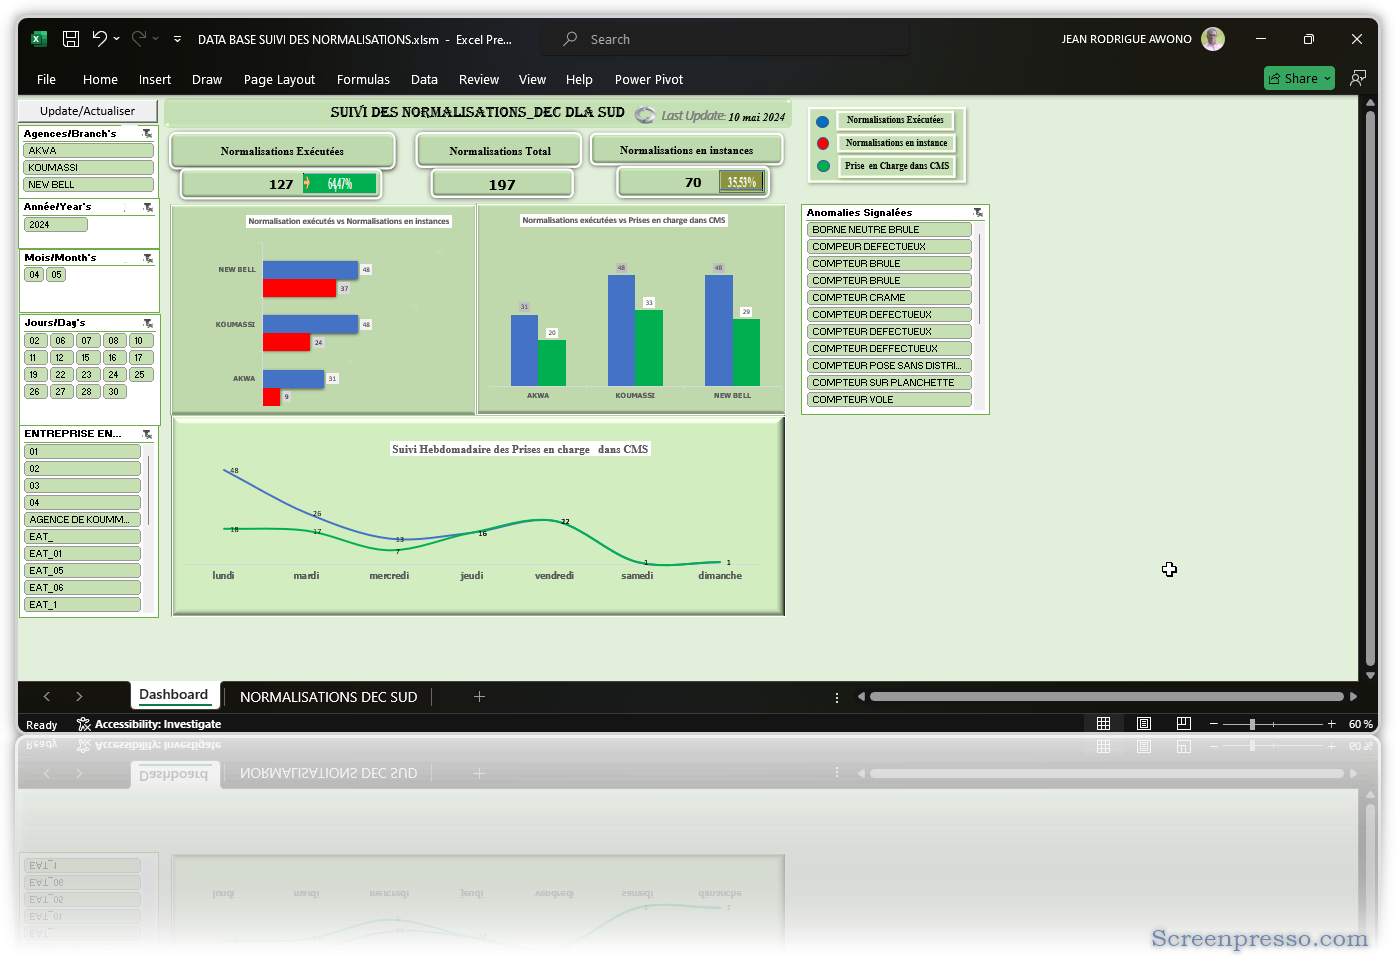 DATA BASE SUIVI DES NORMALISATIONS.xlsm - Excel Pre...
Search
JEAN RODRIGUE AWONO
File Home Insert Draw Page Layout Formulas Data Review View Help Power Pivot
Share
Update/Actualiser
SUIVI DES NORMALISATIONS_DEC DLA SUD
Last Update: 10 mai 2024
Agences/Branch's
AKWA
KOUMASSI
NEW BELL
Année/Year's
2024
Mois/Month's
04 05
Jours/Day's
02 06 07 08 10
11 12 15 16 17
19 22 23 24 25
26 27 28 30
ENTREPRISE EN...
01
02
03
04
AGENCE DE KOUMM...
EAT_
EAT_01
EAT_05
EAT_06
EAT_1
Normalisations Exécutées
127 64,47%
Normalisations Total
197
Normalisations en instances
70 35,53%
Normalisations Exécutées
Normalisations en instance
Prise en Charge dans CMS
Normalisation exécutés vs Normalisations en instances
NEW BELL 48
37
KOUMASSI 48
24
AKWA 31
9
Normalisations exécutées vs Prises en charge dans CMS
31 20 48 33 48 29
AKWA KOUMASSI NEW BELL
Anomalies Signalées
BORNE NEUTRE BRULE
COMPEUR DEFECTUEUX
COMPTEUR BRULE
COMPTEUR BRULE
COMPTEUR CRAME
COMPTEUR DEFECTUEUX
COMPTEUR DEFECTUEUX
COMPTEUR DEFFECTUEUX
COMPTEUR POSE SANS DISTRI...
COMPTEUR SUR PLANCHETTE
COMPTEUR VOLE
Suivi Hebdomadaire des Prises en charge dans CMS
48 26 13 16 22 1 1
18 17 7
lundi mardi mercredi jeudi vendredi samedi dimanche
Dashboard
NORMALISATIONS DEC SUD
Ready
Accessibility: Investigate
60 %
Screenpresso.com